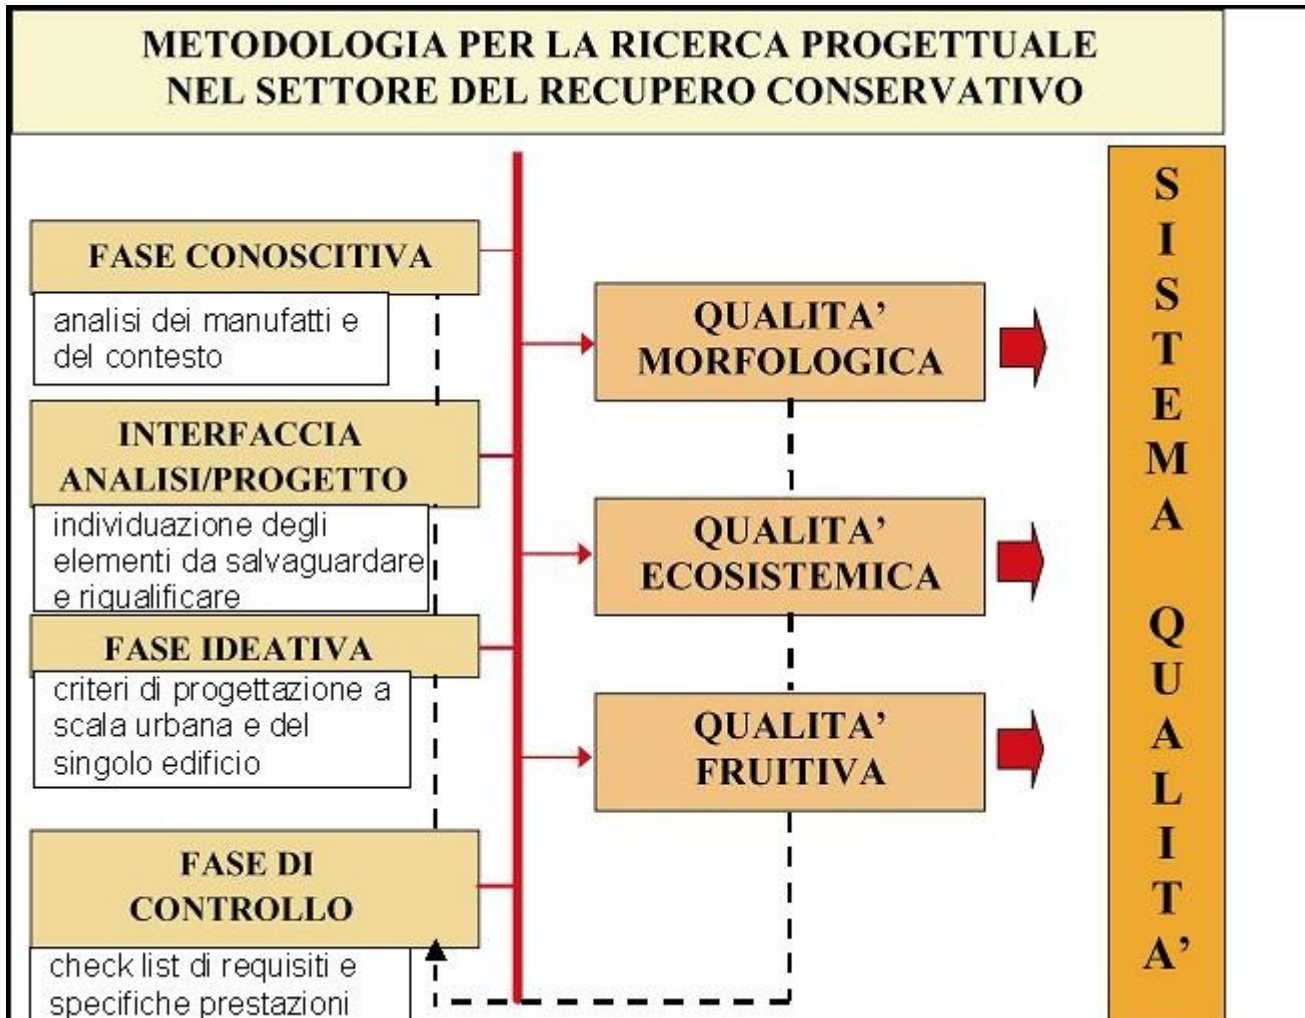 METODOLOGIA PER LA RICERCA PROGETTUALE
NEL SETTORE DEL RECUPERO CONSERVATIVO
FASE CONOSCITIVA
analisi dei manufatti e
del contesto
INTERFACCIA
ANALISI/PROGETTO
individuazione degli
elementi da salvaguardare
e riqualificare
FASE IDEATIVA
criteri di progettazione a
scala urbana e del
singolo edificio
FASE DI
CONTROLLO
check list di requisiti e
specifiche prestazioni
QUALITA’
MORFOLOGICA
QUALITA’
ECOSISTEMICA
QUALITA’
FRUITIVA
SISTEMA QUALITA’